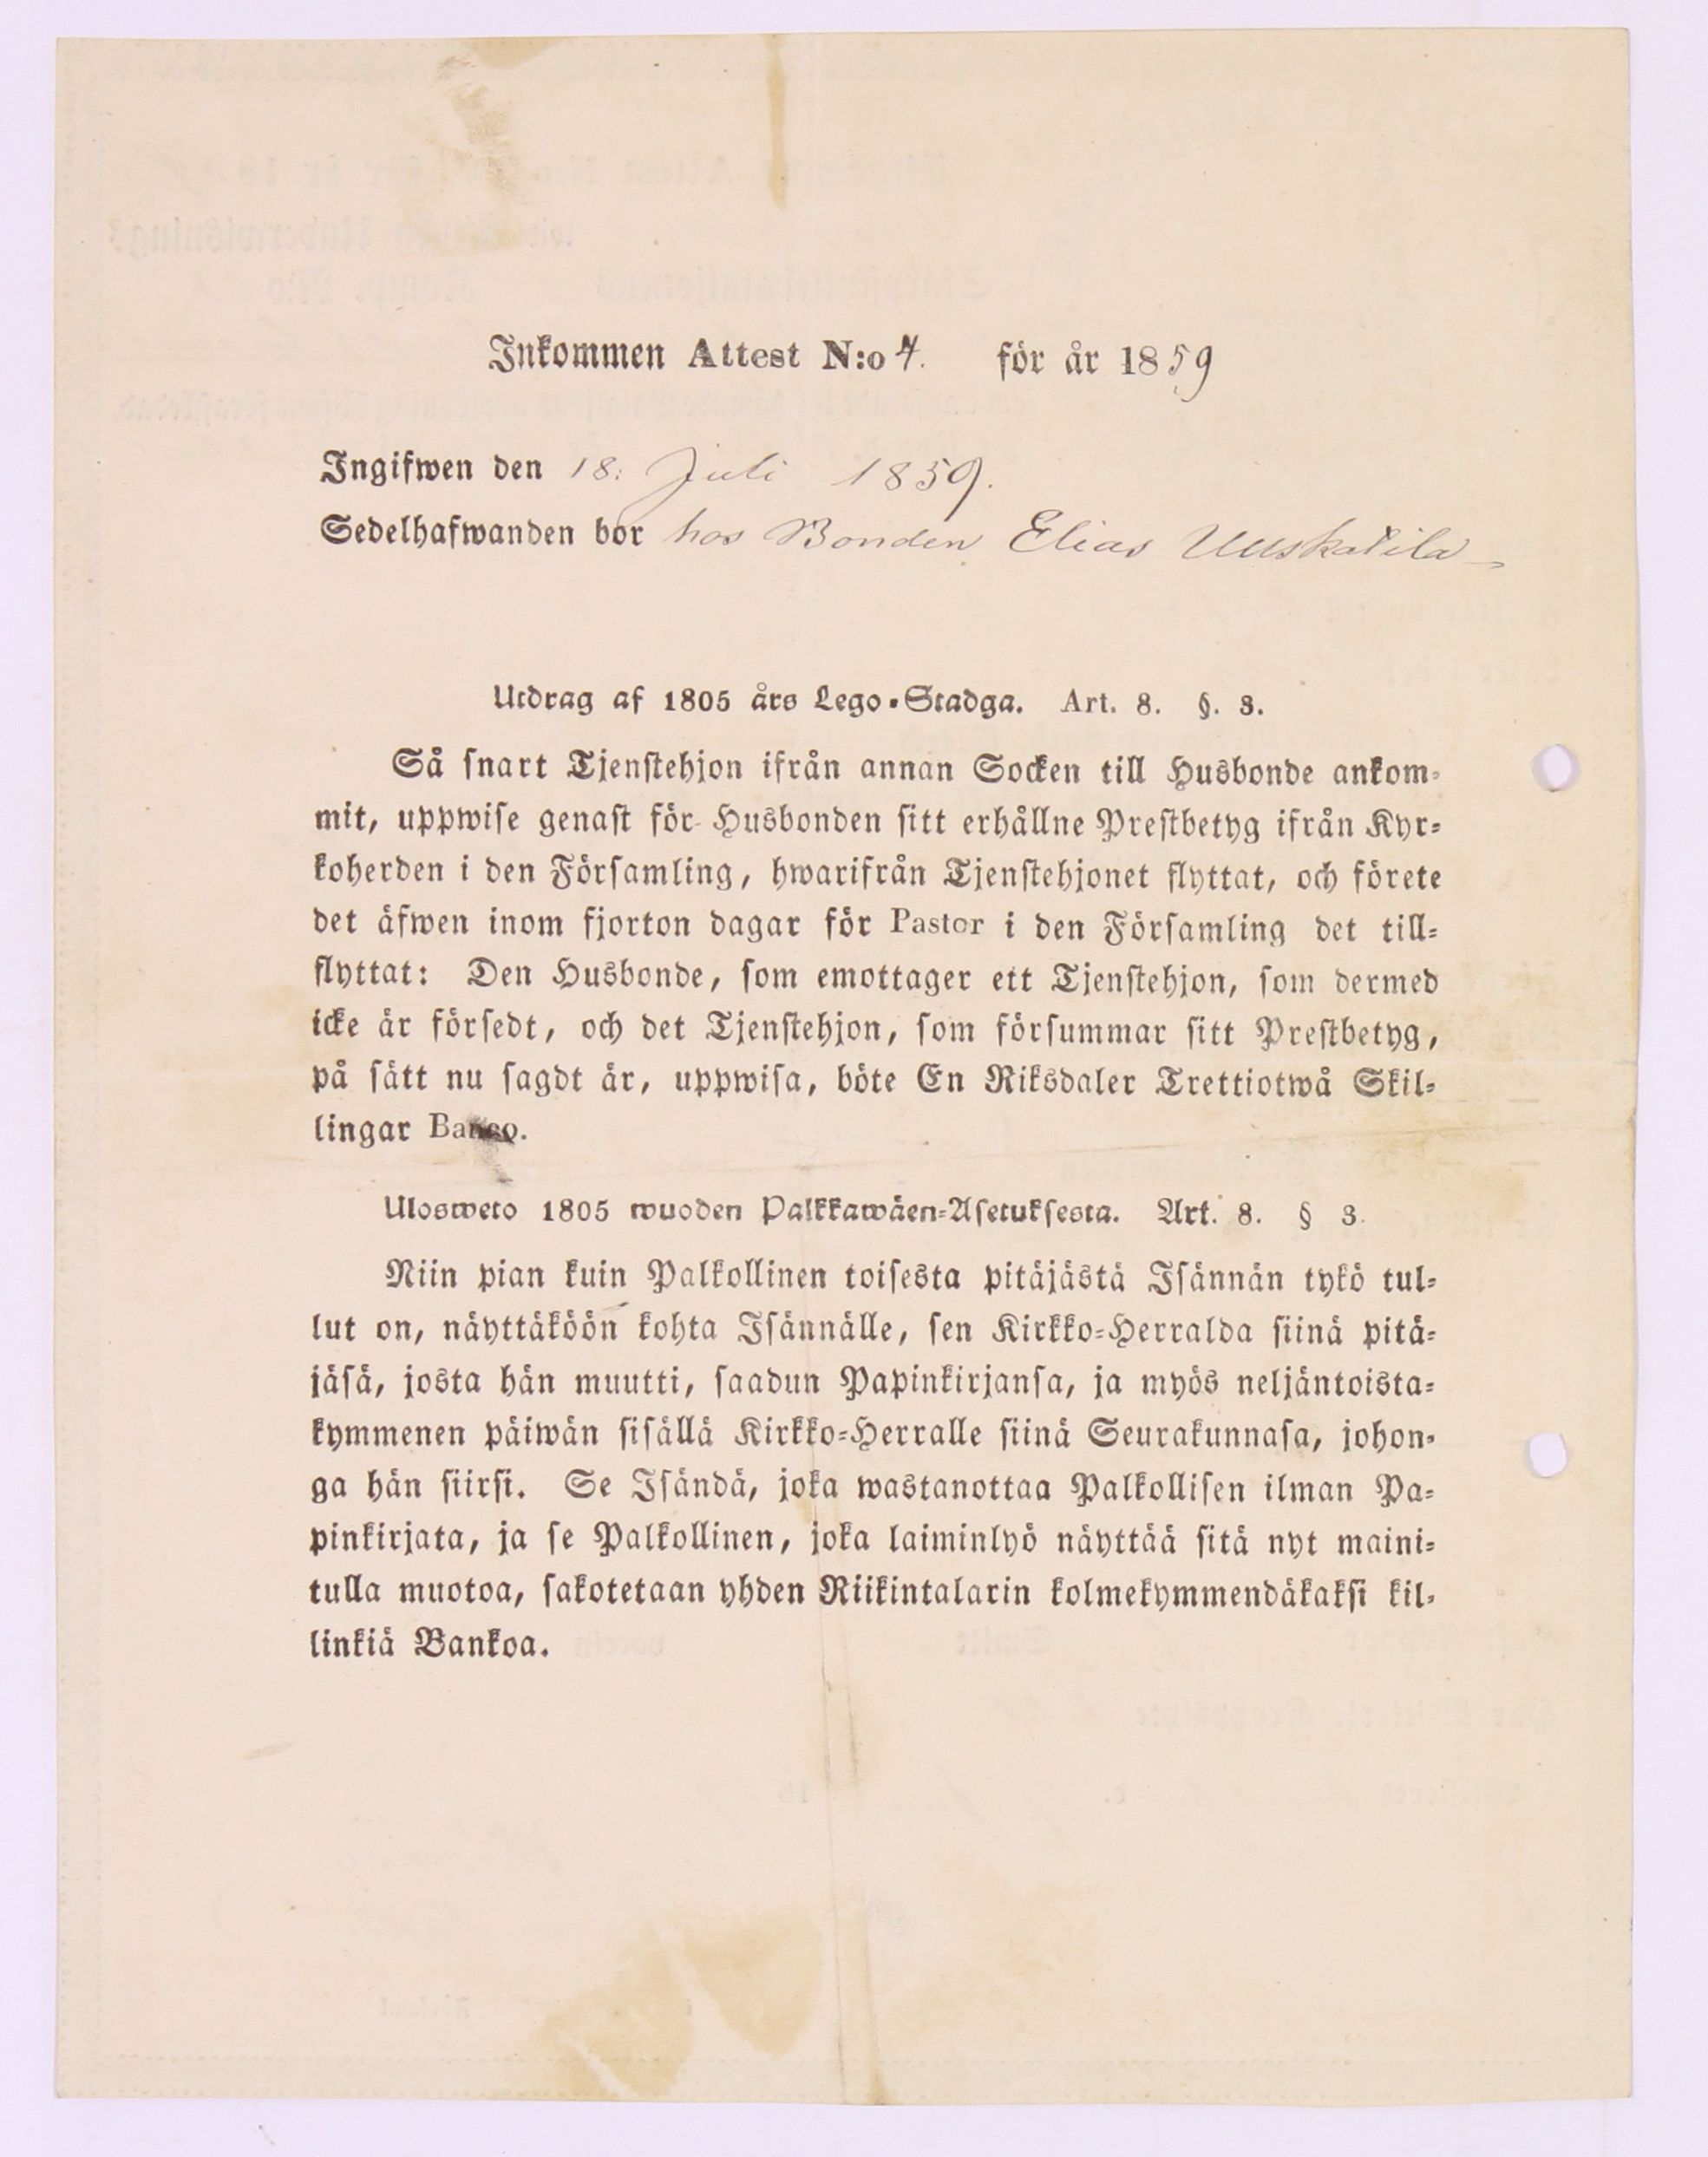 Inkommen Attest N:o 4. för år 1859
Ingifwen den 18: Juli 1859.
Sedelhafwanden bor hos Bonden Elias Uuskatila
Utdrag af 1805 års Lego-Stadga. Art. 8. §. 3.
Så snart Tjenstehjon ifrån annan Socken till Husbonde ankom-
mit, uppwise genast för Husbonden sitt erhållne Prestbetyg ifrån Kyr-
koherden i den Församling, hwarifrån Tjenstehjonet flyttat, och förete
det äfwen inom fjorton dagar för Pastor i den Församling det till-
flyttat: Den Husbonde, som emottager ett Tjenstehjon, som dermed
icke är försedt, och det Tjenstehjon, som försummar sitt Prestbetyg,
på sätt nu sagdt är, uppwisa, böte En Riksdaler Trettiotwå Skil-
lingar Banco.
Ulosweto 1805 wuoden Palkkawäen-Asetuksesta. Art. 8. § 3.
Niin pian kuin Palkollinen toisesta pitäjästä Isännän tykö tul-
lut on, näyttäköön kohta Isännälle, sen Kirkko-Herralda siinä pitä-
jäsä, josta hän muutti, saadun Papinkirjansa, ja myös neljäntoista-
kymmenen päiwän sisällä Kirkko-Herralle siinä Seurakunnasa, johon-
ga hän siirsi. Se Isändä, joka wastanottaa Palkollisen ilman Pa-
pinkirjata, ja se Palkollinen, joka laiminlyö näyttää sitä nyt maini-
tulla muotoa, sakotetaan yhden Riikintalarin kolmekymmendäkaksi kil-
linkiä Bankoa.